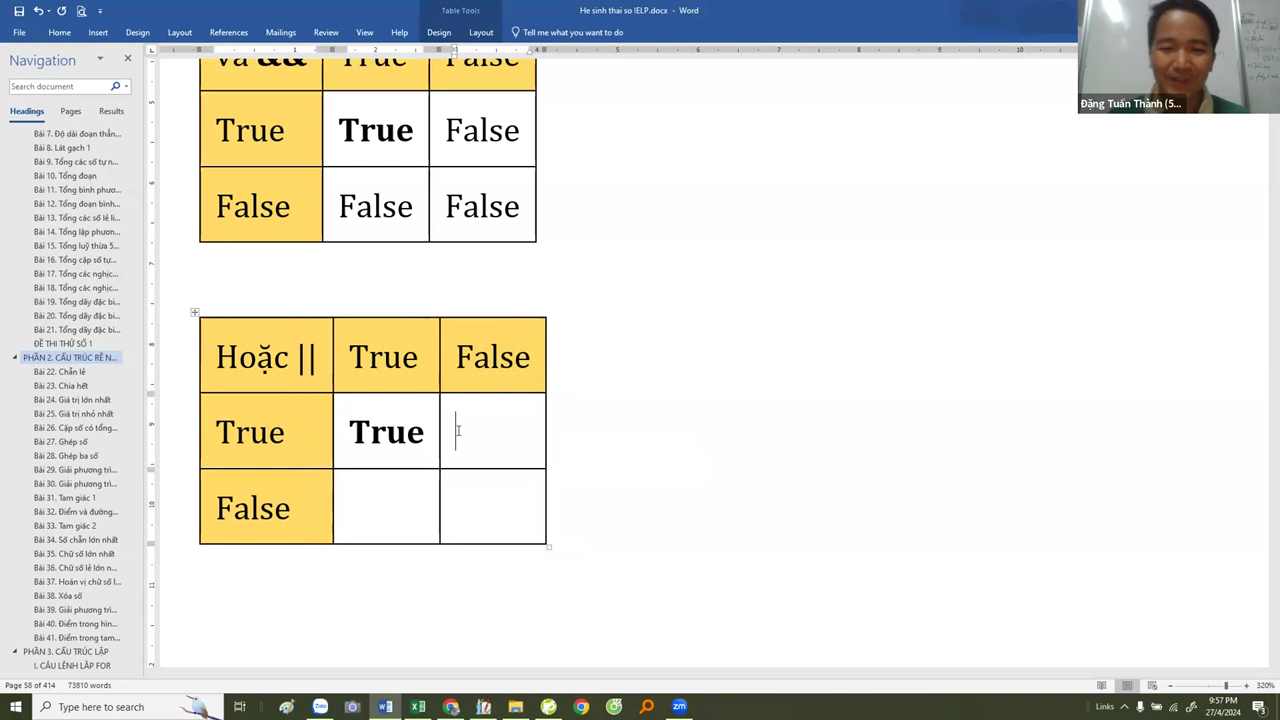 Table Tools
He sinh thai so IELP.docx - Word
File Home Insert Design Layout References Mailings Review View Help Design Layout Tell me what you want to do
Navigation
Search document
Headings Pages Results
Bài 7. Độ dài đoạn thẳn...
Bài 8. Lát gạch 1
Bài 9. Tổng các số tự n...
Bài 10. Tổng đoạn
Bài 11. Tổng bình phươ...
Bài 12. Tổng đoạn bình...
Bài 13. Tổng các số lẻ li...
Bài 14. Tổng lập phươn...
Bài 15. Tổng luỹ thừa 5...
Bài 16. Tổng cặp số tự...
Bài 17. Tổng các nghịc...
Bài 18. Tổng các nghịc...
Bài 19. Tổng dãy đặc bi...
Bài 20. Tổng dãy đặc bi...
Bài 21. Tổng dãy đặc bi...
ĐỀ THI THỬ SỐ 1
PHẦN 2. CẤU TRÚC RẼ N...
Bài 22. Chẵn lẻ
Bài 23. Chia hết
Bài 24. Giá trị lớn nhất
Bài 25. Giá trị nhỏ nhất
Bài 26. Cặp số có tổng...
Bài 27. Ghép số
Bài 28. Ghép ba số
Bài 29. Giải phương trì...
Bài 30. Giải phương trì...
Bài 31. Tam giác 1
Bài 32. Điểm và đường...
Bài 33. Tam giác 2
Bài 34. Số chẵn lớn nhất
Bài 35. Chữ số lớn nhất
Bài 36. Chữ số lẻ lớn n...
Bài 37. Hoán vị chữ số l...
Bài 38. Xóa số
Bài 39. Giải phương trì...
Bài 40. Điểm trong hìn...
Bài 41. Điểm trong tam...
PHẦN 3. CẤU TRÚC LẶP
I. CÂU LỆNH LẶP FOR
Và && True False
True True False
False False False
Hoặc || True False
True True
False
Đặng Tuấn Thành (5...
Page 58 of 414 73810 words
320%
Type here to search
Links
9:57 PM
27/4/2024